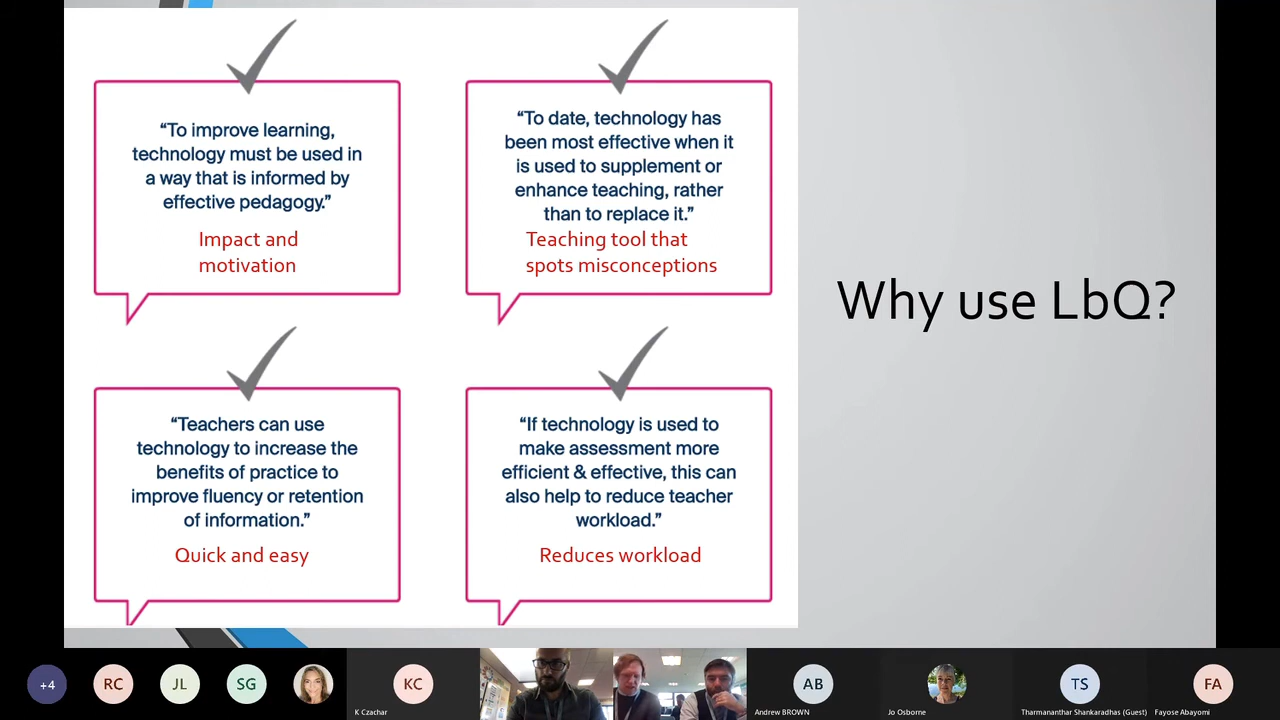 “To improve learning,
technology must be used in
a way that is informed by
effective pedagogy.”
Impact and
motivation
“To date, technology has
been most effective when it
is used to supplement or
enhance teaching, rather
than to replace it.”
Teaching tool that
spots misconceptions
“Teachers can use
technology to increase the
benefits of practice to
improve fluency or retention
of information.”
Quick and easy
“If technology is used to
make assessment more
efficient & effective, this can
also help to reduce teacher
workload.”
Reduces workload
Why use LbQ?
+4
RC
JL
SG
KC
K Czachar
AB
Andrew BROWN
Jo Osborne
TS
Tharmananthar Shankaradhas (Guest)
FA
Fayose Abayomi